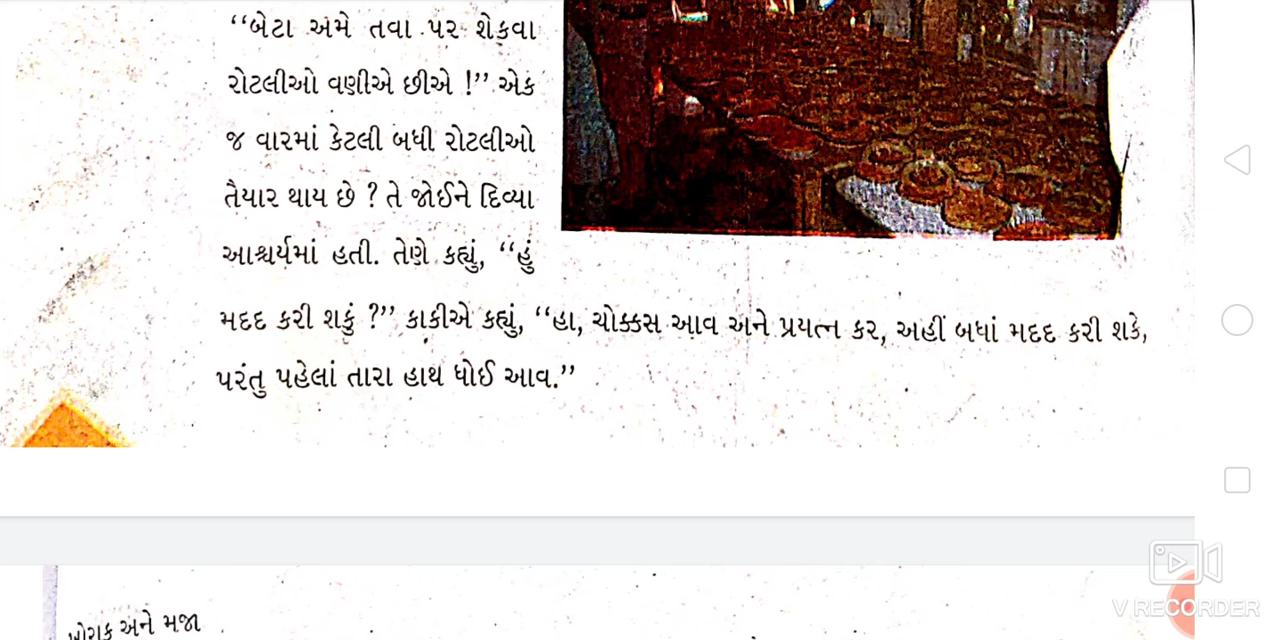 “બેટા અમે તવા પર શેકવા
રોટલીઓ વણીએ છીએ !” એક
જ વારમાં કેટલી બધી રોટલીઓ
તૈયાર થાય છે ? તે જોઈને દિવ્યા
આશ્ચર્યમાં હતી. તેણે કહ્યું, “હું
મદદ કરી શકું ?” કાકીએ કહ્યું, “હા, ચોક્કસ આવ અને પ્રયત્ન કર, અહીં બધાં મદદ કરી શકે,
પરંતુ પહેલાં તારા હાથ ધોઈ આવ.”
V RECORDER
ખોરાક અને મજા